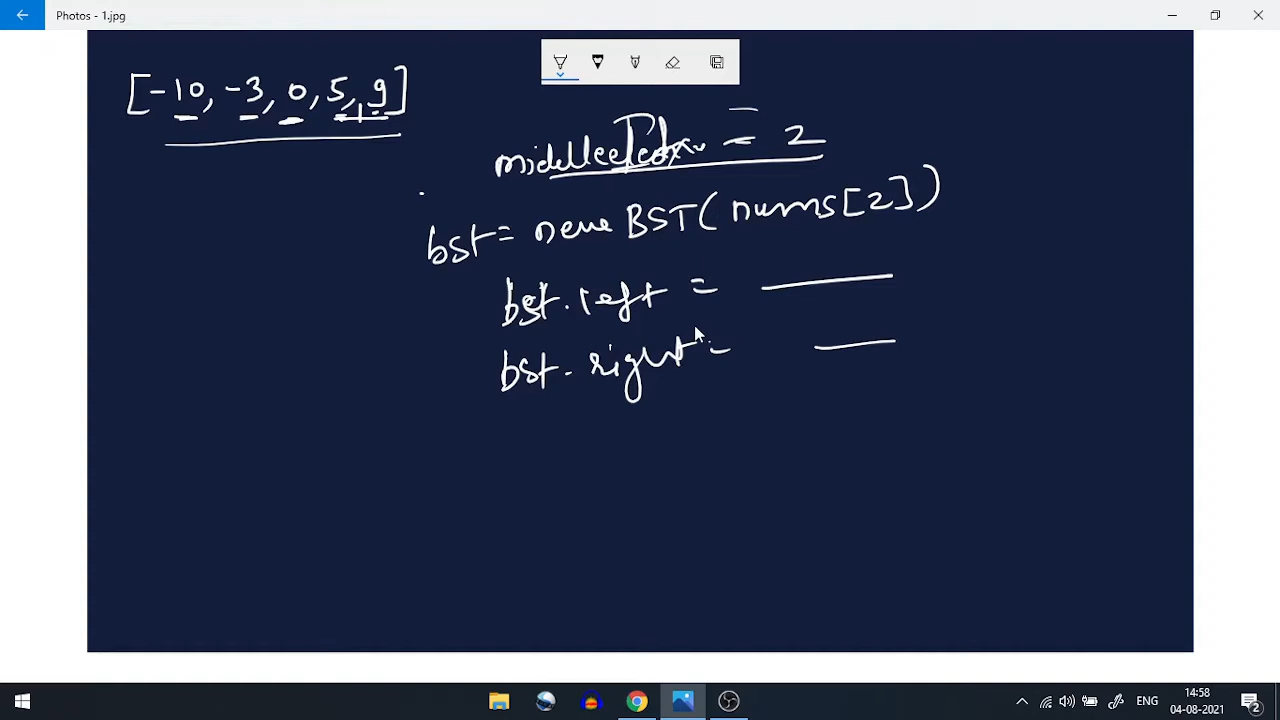 Photos - 1.jpg
[-10, -3, 0, 5, 9]
= 2
bst = new BST(nums[2])
bst.left =
bst.right =
ENG
14:58
04-08-2021
2